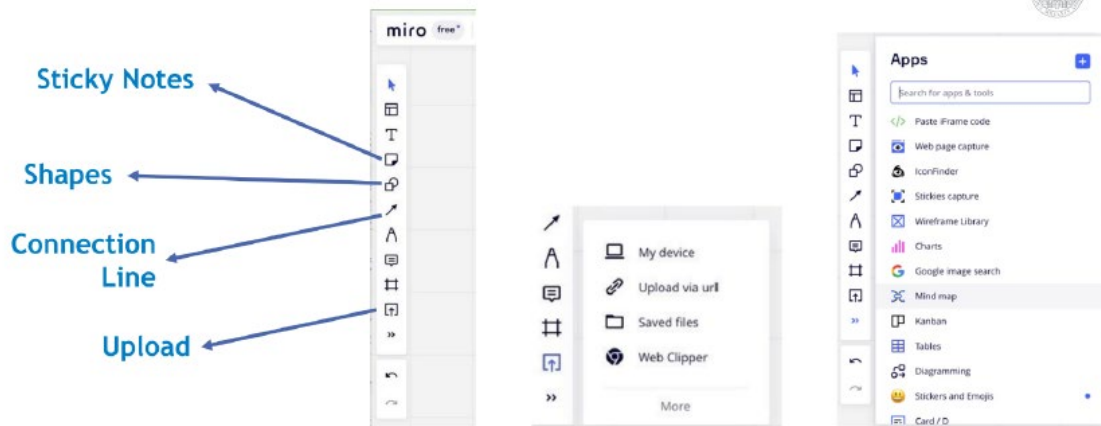 miro free
Sticky Notes
Shapes
Connection
Line
Upload
My device
Upload via url
Saved files
Web Clipper
More
Apps
Search for apps & tools
Paste iFrame code
Web page capture
IconFinder
Stickies capture
Wireframe Library
Charts
Google image search
Mind map
Kanban
Tables
Diagramming
Stickers and Emojis
Card / D